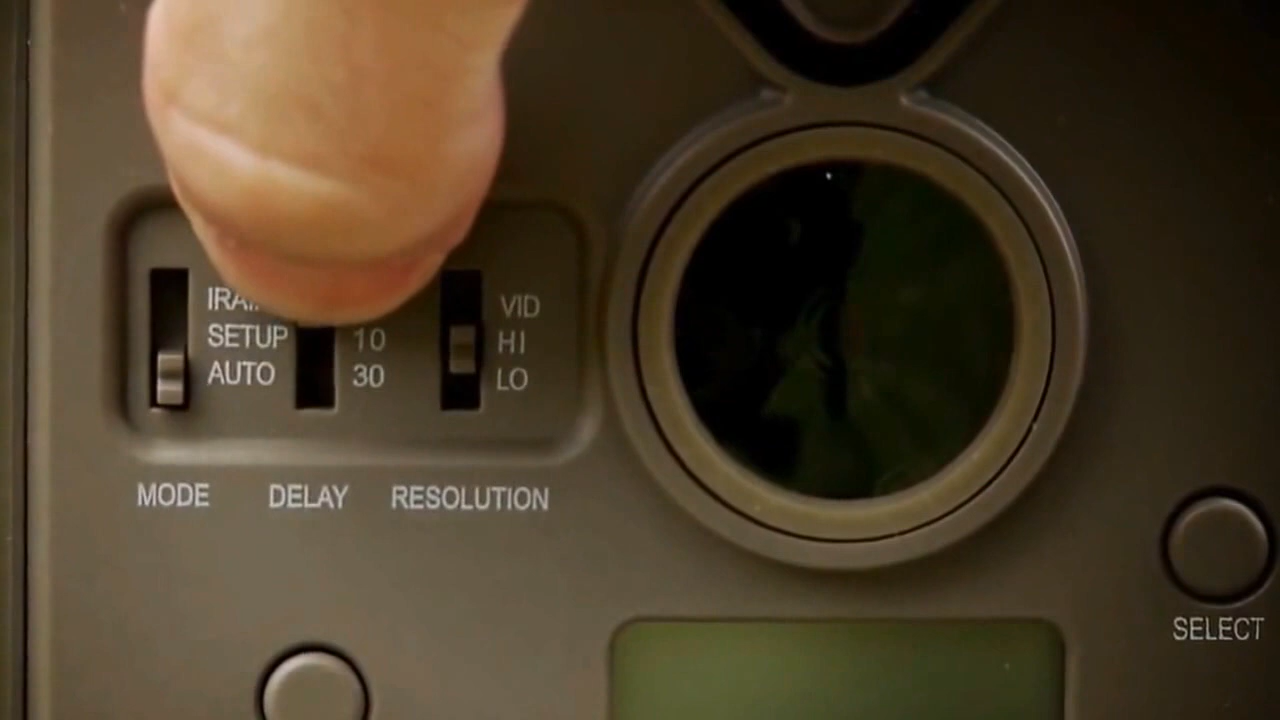 SETUP
AUTO
10
30
VID
HI
LO
MODE
DELAY
RESOLUTION
SELECT